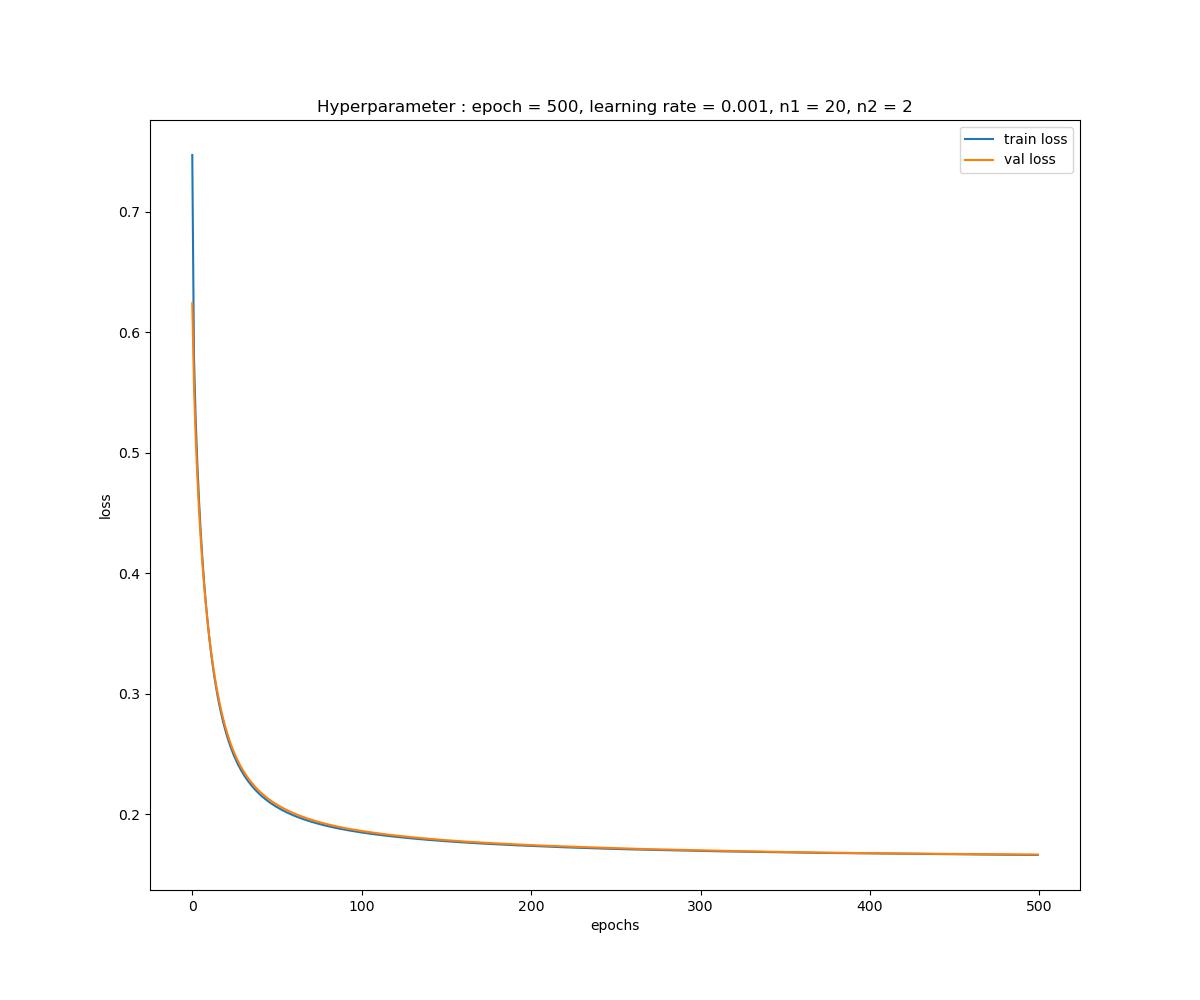 Hyperparameter : epoch = 500, learning rate = 0.001, n1 = 20, n2 = 2
train loss
val loss
0.7
0.6
0.5
0.4
0.3
0.2
loss
0 100 200 300 400 500
epochs